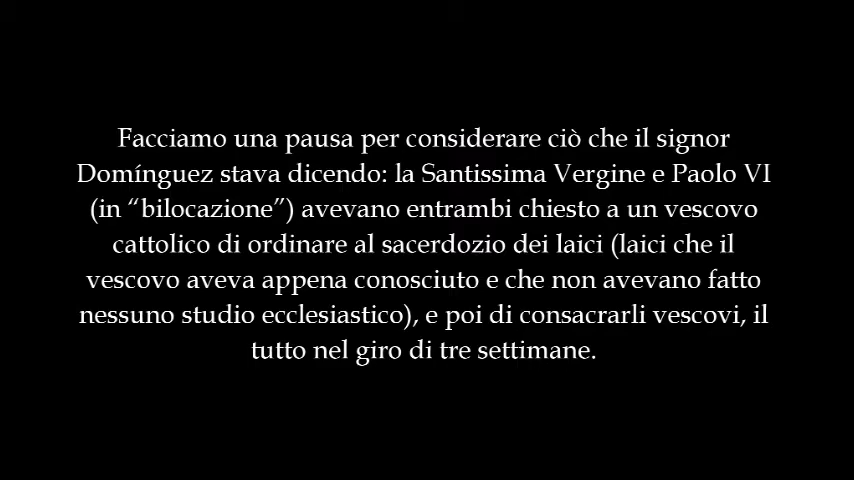 Facciamo una pausa per considerare ciò che il signor
Domínguez stava dicendo: la Santissima Vergine e Paolo VI
(in “bilocazione”) avevano entrambi chiesto a un vescovo
cattolico di ordinare al sacerdozio dei laici (laici che il
vescovo aveva appena conosciuto e che non avevano fatto
nessuno studio ecclesiastico), e poi di consacrarli vescovi, il
tutto nel giro di tre settimane.